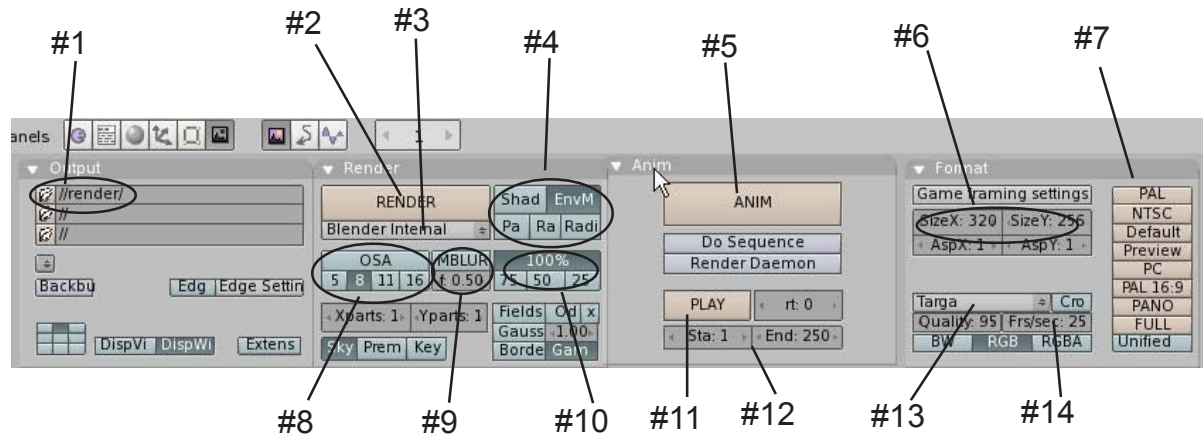 #1
#2
#3
#4
#5
#6
#7
anels
1
Output
//render/
//
//
Backbu
Edg
Edge Settin
DispVi
DispWi
Extens
Render
RENDER
Blender Internal
Shad
EnvM
Pa
Ra
Radi
OSA
MBLUR
100%
5
8
11
16
f: 0.50
75
50
25
Xparts: 1
Yparts: 1
Fields
Od
x
Gauss
1.00
Sky
Prem
Key
Borde
Gam
Anim
ANIM
Do Sequence
Render Daemon
PLAY
rt: 0
Sta: 1
End: 250
Format
Game framing settings
SizeX: 320
SizeY: 256
AspX: 1
AspY: 1
Targa
Cro
Quality: 95
Frs/sec: 25
BW
RGB
RGBA
PAL
NTSC
Default
Preview
PC
PAL 16:9
PANO
FULL
Unified
#8
#9
#10
#11
#12
#13
#14